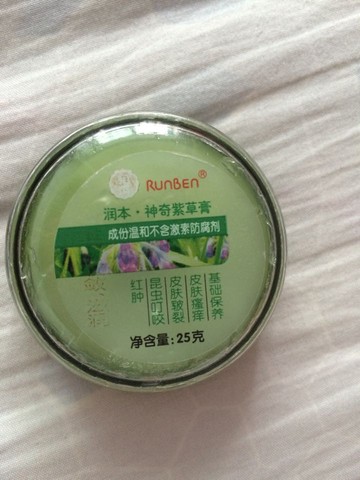 RUNBEN®
润本·神奇紫草膏
成份温和不含激素防腐剂
基础保养
皮肤瘙痒
皮肤皲裂
昆虫叮咬
红肿
净含量:25克